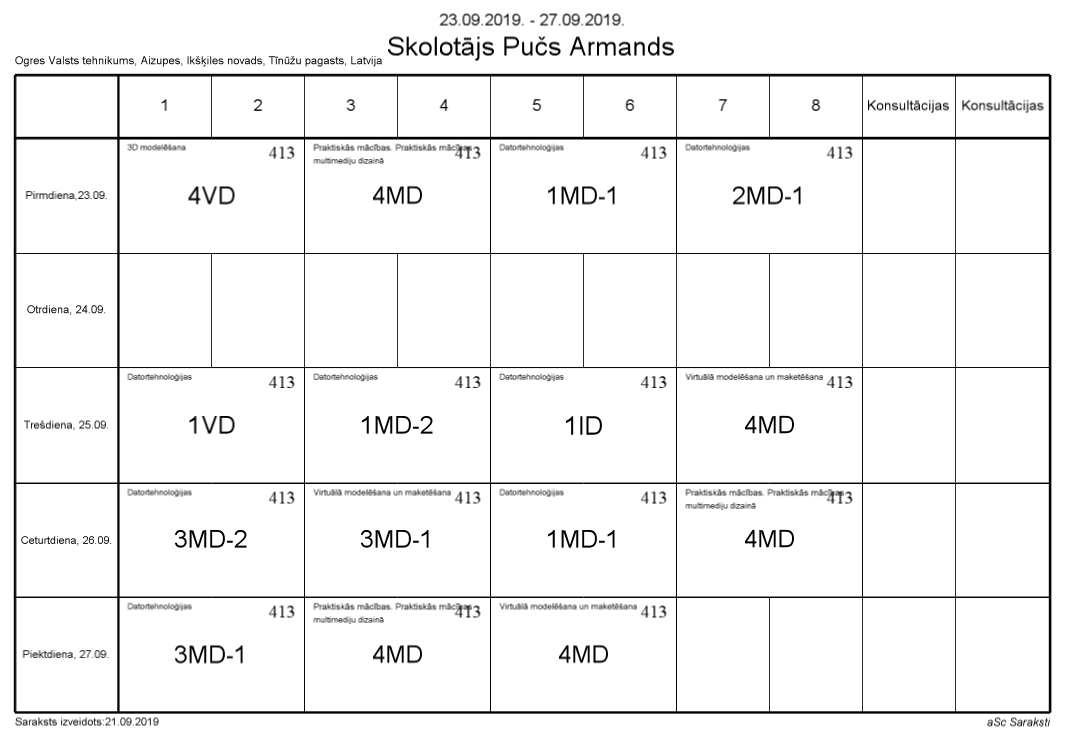 23.09.2019. - 27.09.2019.
Skolotājs Pučs Armands
Ogres Valsts tehnikums, Aizupes, Ikšķiles novads, Tīnūžu pagasts, Latvija
1 2 3 4 5 6 7 8 Konsultācijas Konsultācijas
Pirmdiena,23.09.
3D modelēšana 413
4VD
Praktiskās mācības. Praktiskās mācības 413
multimediju dizainā
4MD
Datortehnoloģijas 413
1MD-1
Datortehnoloģijas 413
2MD-1
Otrdiena, 24.09.
Trešdiena, 25.09.
Datortehnoloģijas 413
1VD
Datortehnoloģijas 413
1MD-2
Datortehnoloģijas 413
1ID
Virtuālā modelēšana un maketēšana 413
4MD
Ceturtdiena, 26.09.
Datortehnoloģijas 413
3MD-2
Virtuālā modelēšana un maketēšana 413
3MD-1
Datortehnoloģijas 413
1MD-1
Praktiskās mācības. Praktiskās mācības 413
multimediju dizainā
4MD
Piektdiena, 27.09.
Datortehnoloģijas 413
3MD-1
Praktiskās mācības. Praktiskās mācības 413
multimediju dizainā
4MD
Virtuālā modelēšana un maketēšana 413
4MD
Saraksts izveidots:21.09.2019
aSc Saraksti